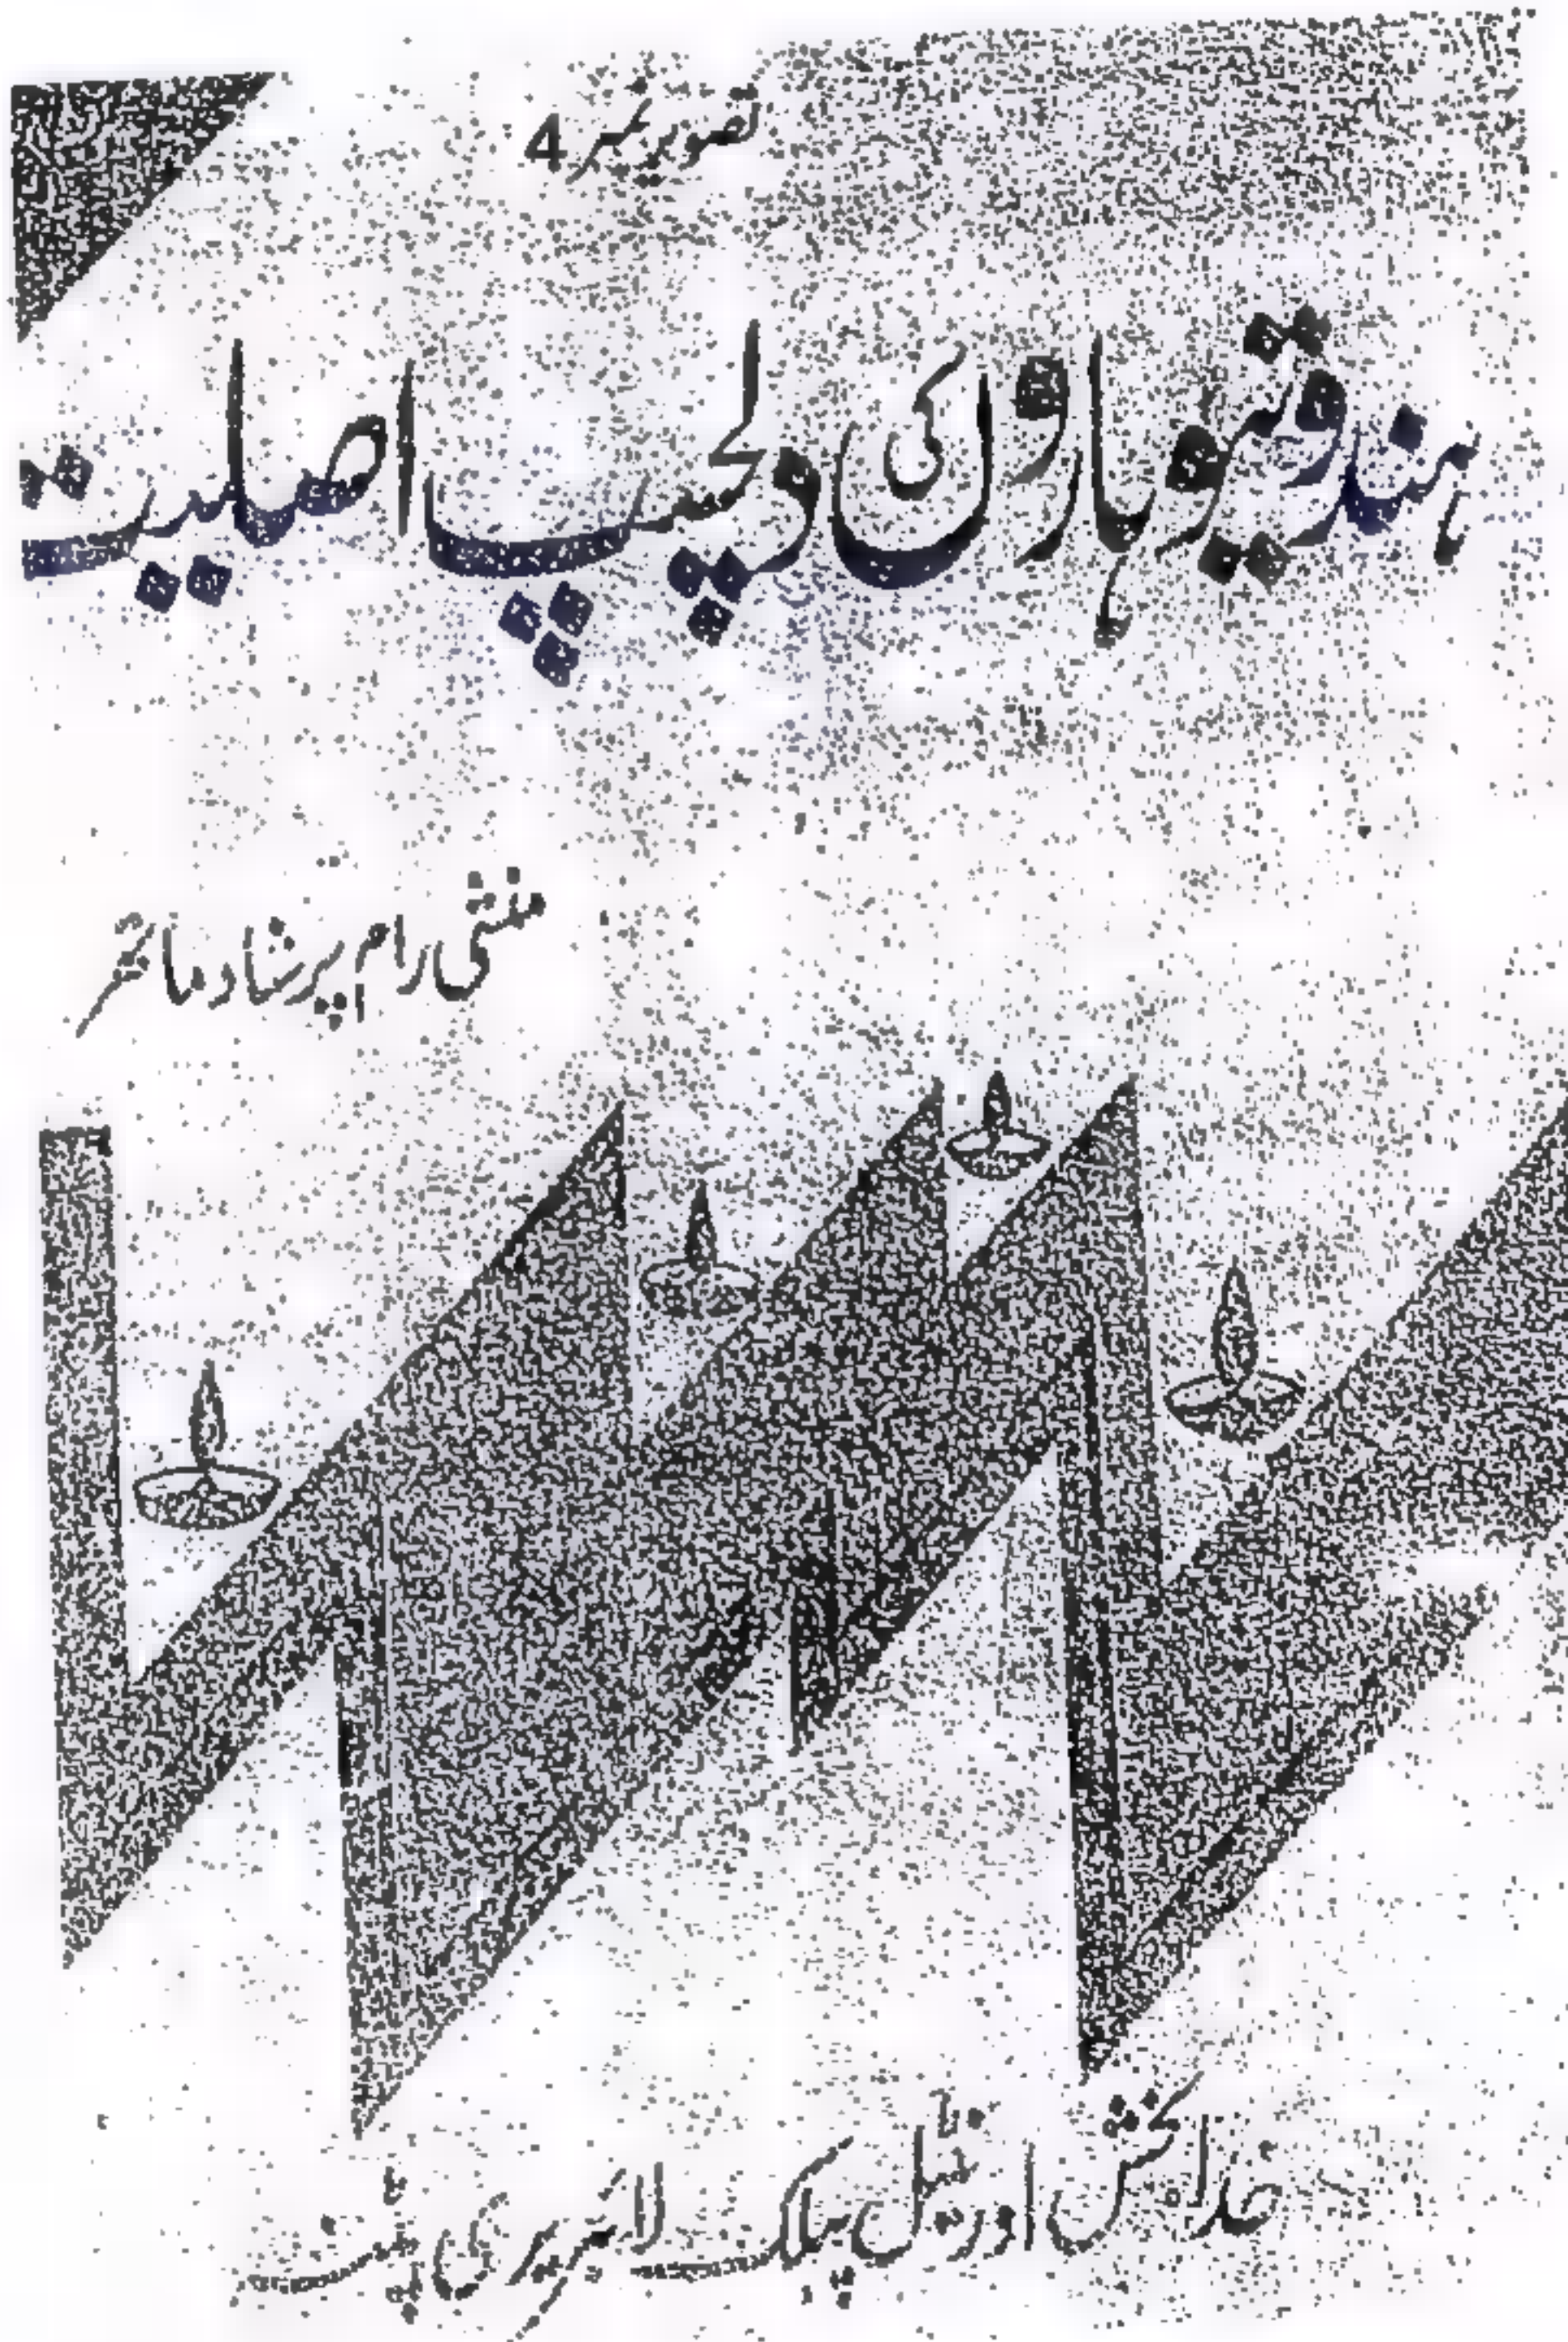 تصویر نمبر 4
ہندو تیوہاروں کی دلچسپ اصلیت
منشی رام پرشاد ماتھر
خدا بخش اورینٹل پبلک لائبریری پٹنہ